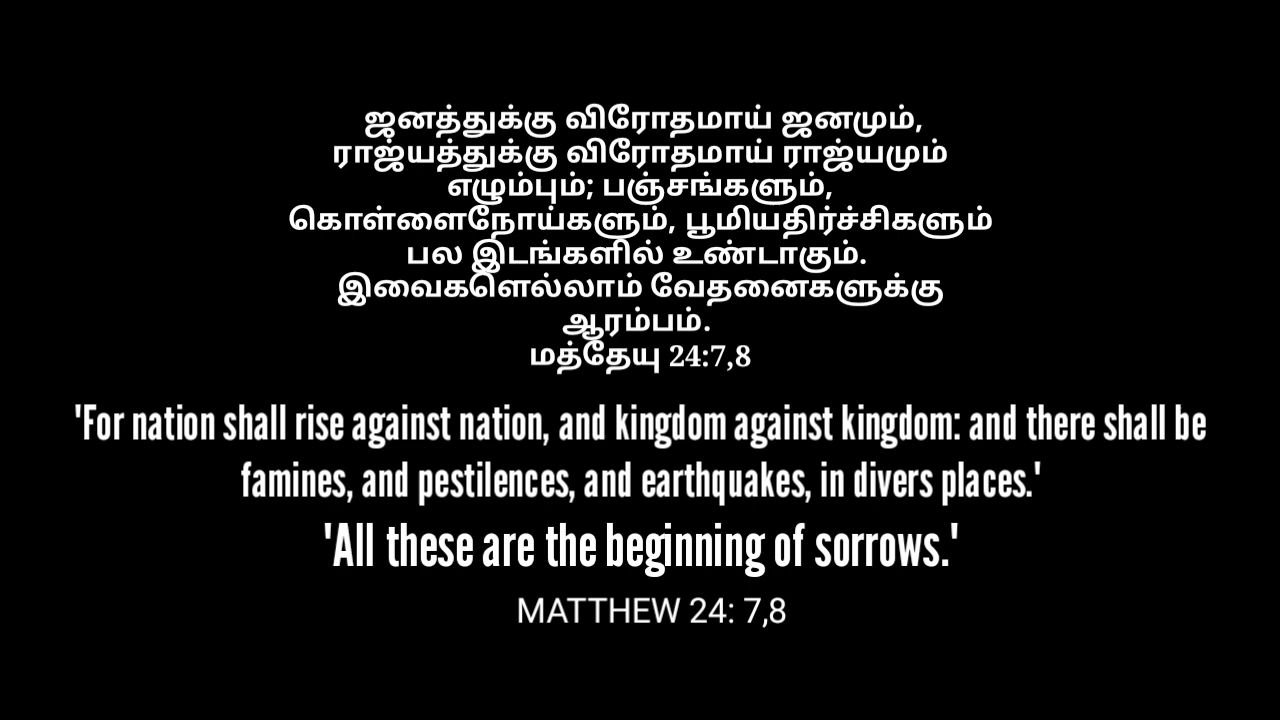 ஜனத்துக்கு விரோதமாய் ஜனமும்,
ராஜ்யத்துக்கு விரோதமாய் ராஜ்யமும்
எழும்பும்; பஞ்சங்களும்,
கொள்ளைநோய்களும், பூமியதிர்ச்சிகளும்
பல இடங்களில் உண்டாகும்.
இவைகளெல்லாம் வேதனைகளுக்கு
ஆரம்பம்.
மத்தேயு 24:7,8
'For nation shall rise against nation, and kingdom against kingdom: and there shall be
famines, and pestilences, and earthquakes, in divers places.'
'All these are the beginning of sorrows.'
MATTHEW 24: 7,8